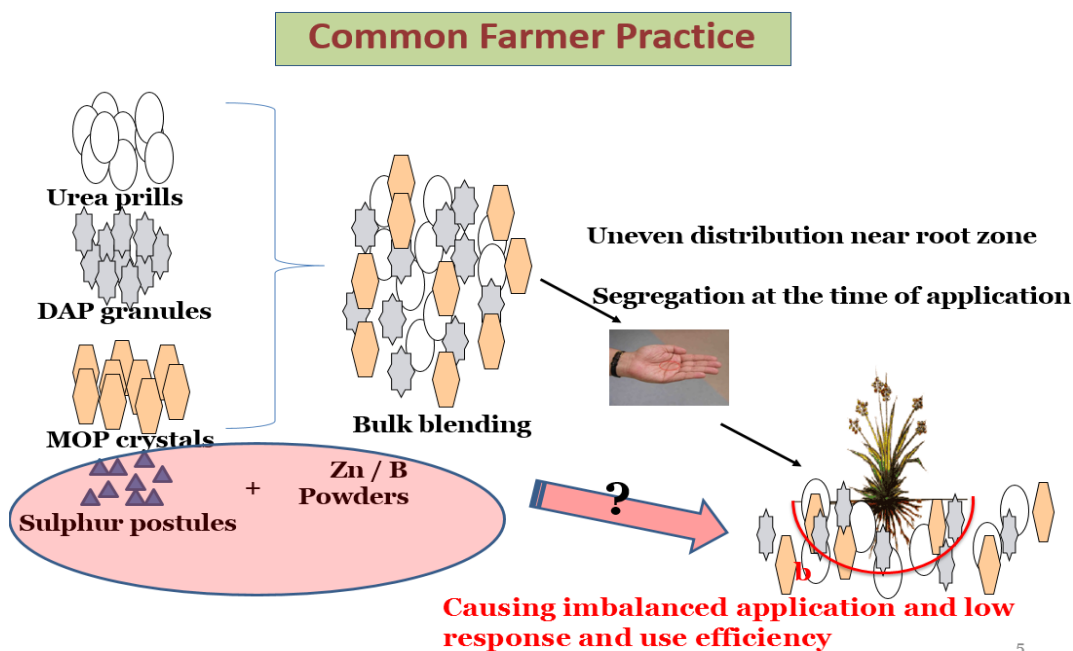 Common Farmer Practice
Urea prills
DAP granules
MOP crystals
Bulk blending
Uneven distribution near root zone
Segregation at the time of application
Sulphur postules
+
Zn / B
Powders
?
b
Causing imbalanced application and low
response and use efficiency
5